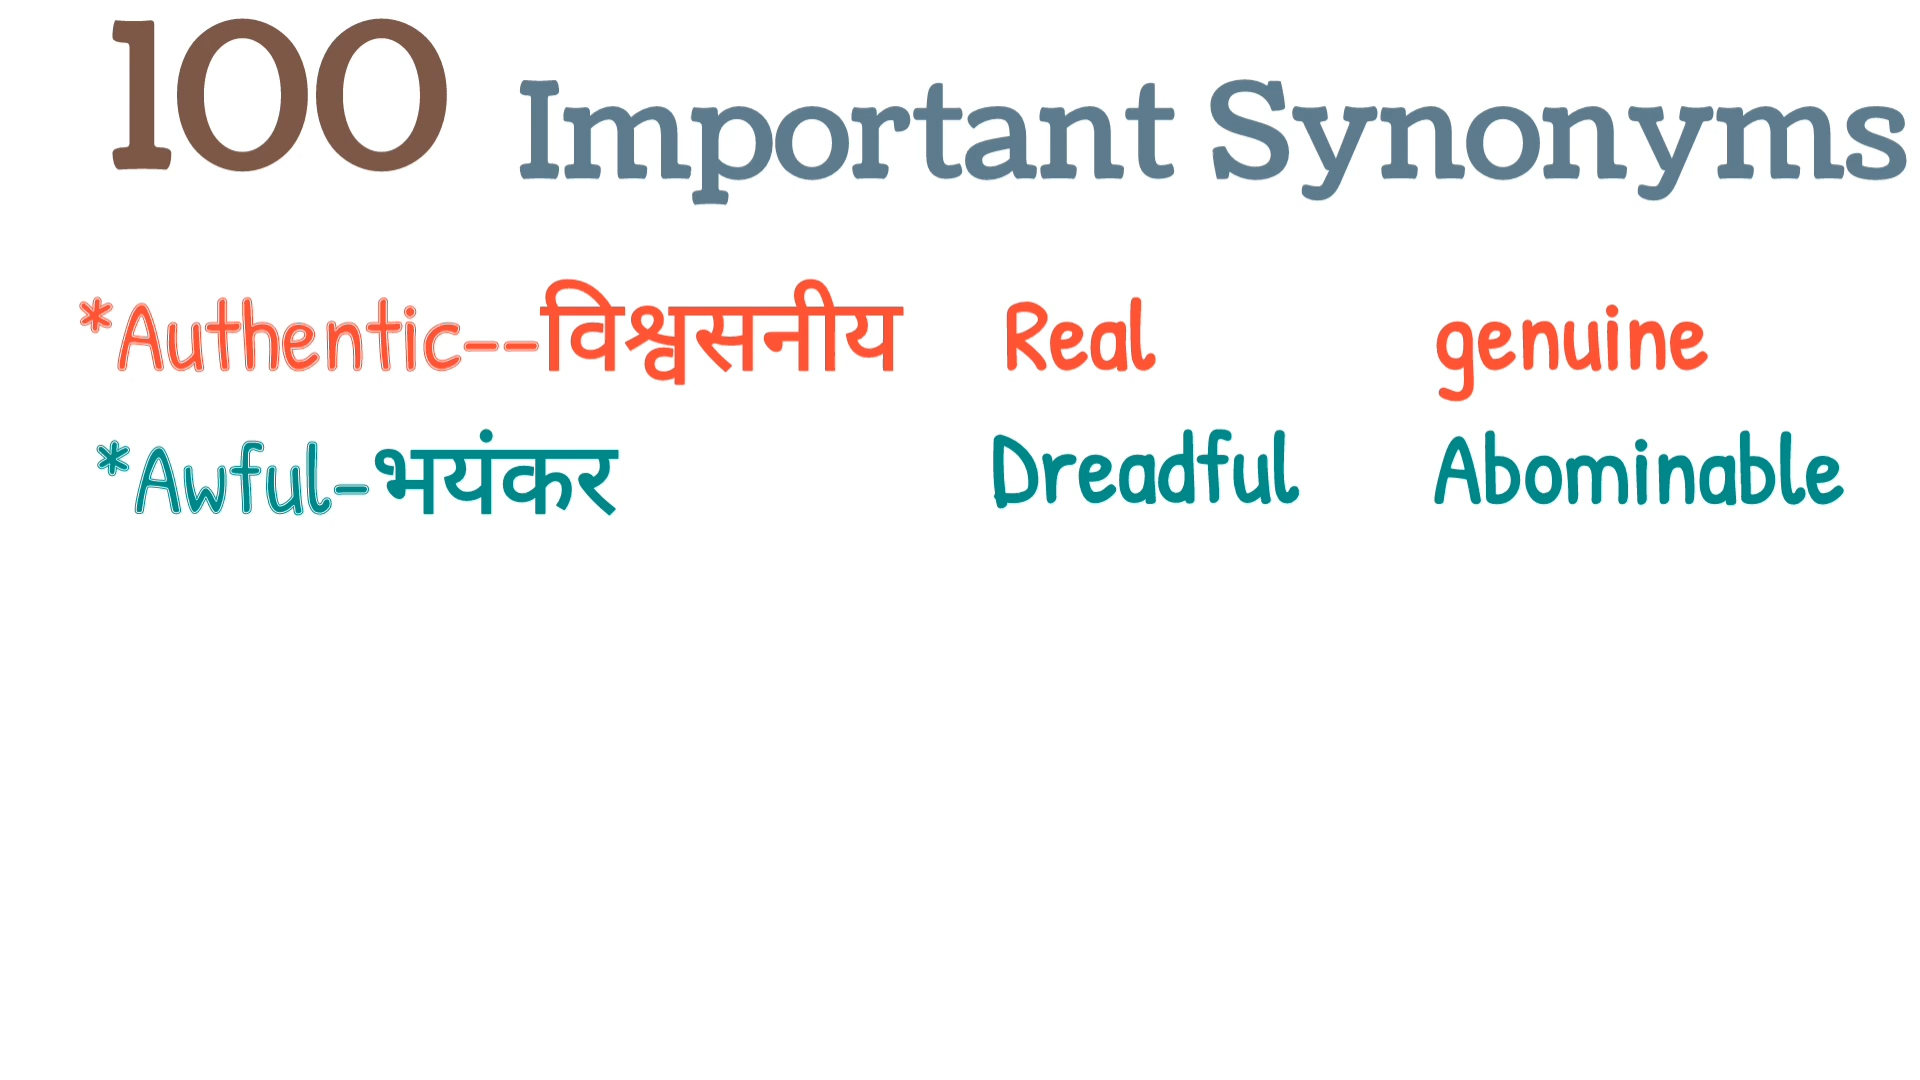 100 Important Synonyms
*Authentic--विश्वसनीय Real genuine
*Awful-भयंकर Dreadful Abominable